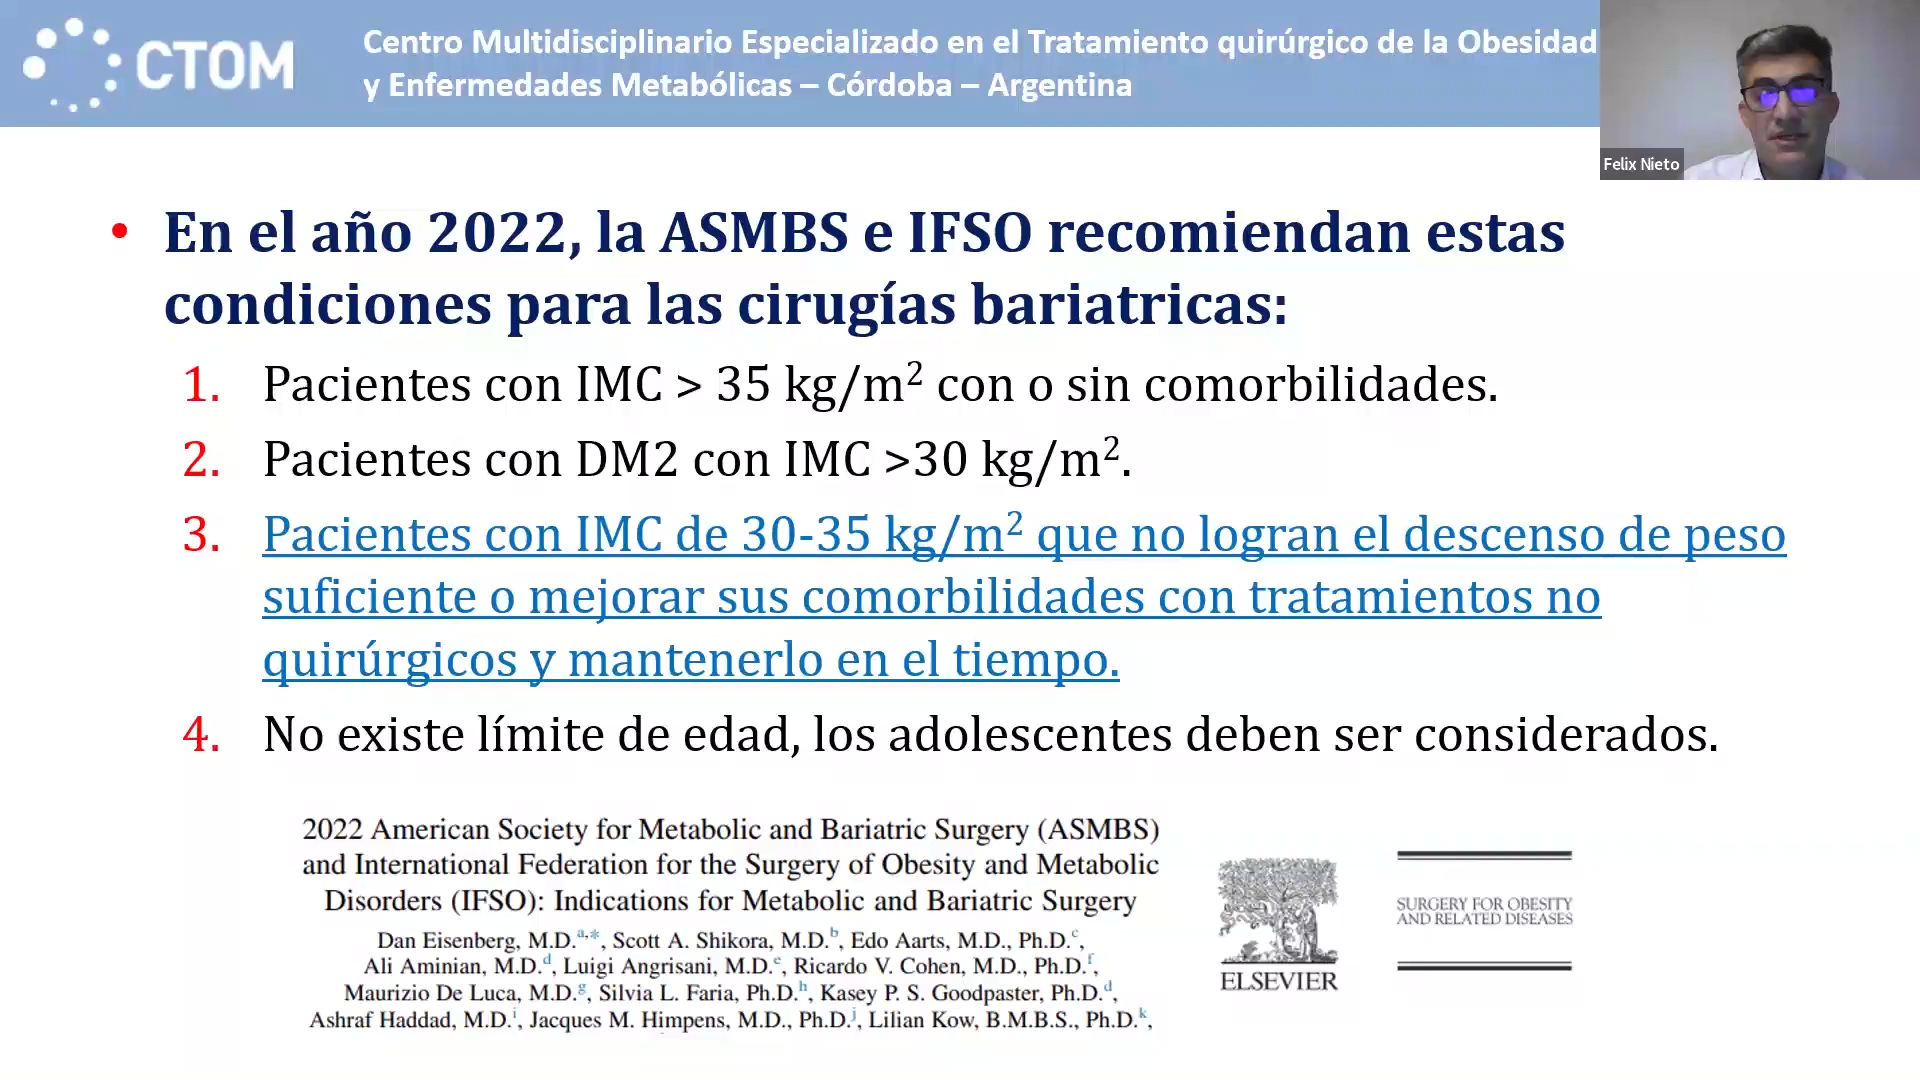 CTOM
Centro Multidisciplinario Especializado en el Tratamiento quirúrgico de la Obesidad
y Enfermedades Metabólicas – Córdoba – Argentina
Felix Nieto
• En el año 2022, la ASMBS e IFSO recomiendan estas
condiciones para las cirugías bariatricas:
1. Pacientes con IMC > 35 kg/m² con o sin comorbilidades.
2. Pacientes con DM2 con IMC >30 kg/m².
3. Pacientes con IMC de 30-35 kg/m² que no logran el descenso de peso
suficiente o mejorar sus comorbilidades con tratamientos no
quirúrgicos y mantenerlo en el tiempo.
4. No existe límite de edad, los adolescentes deben ser considerados.
2022 American Society for Metabolic and Bariatric Surgery (ASMBS)
and International Federation for the Surgery of Obesity and Metabolic
Disorders (IFSO): Indications for Metabolic and Bariatric Surgery
Dan Eisenberg, M.D.a,*, Scott A. Shikora, M.D.b, Edo Aarts, M.D., Ph.D.c,
Ali Aminian, M.D.d, Luigi Angrisani, M.D.e, Ricardo V. Cohen, M.D., Ph.D.f,
Maurizio De Luca, M.D.g, Silvia L. Faria, Ph.D.h, Kasey P. S. Goodpaster, Ph.D.d,
Ashraf Haddad, M.D.i, Jacques M. Himpens, M.D., Ph.D.j, Lilian Kow, B.M.B.S., Ph.D.k,
ELSEVIER
SURGERY FOR OBESITY
AND RELATED DISEASES